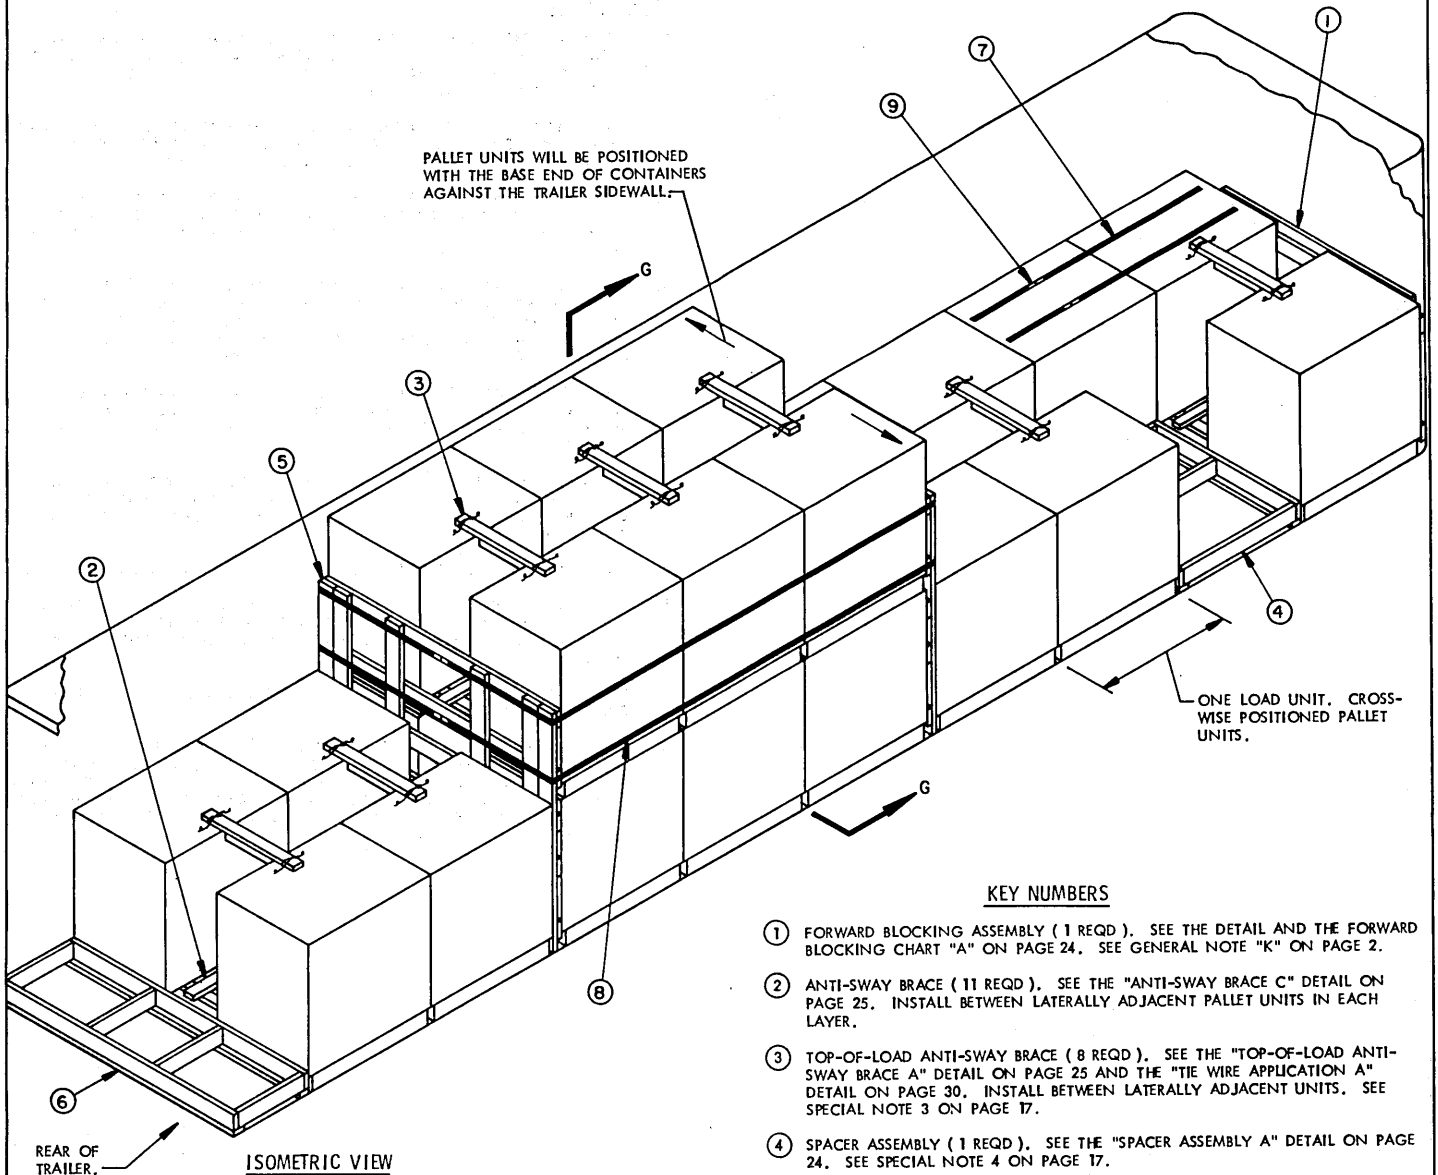 1
7
9
PALLET UNITS WILL BE POSITIONED
WITH THE BASE END OF CONTAINERS
AGAINST THE TRAILER SIDEWALL.
1
G
3
5
2
4
ONE LOAD UNIT. CROSS-
WISE POSITIONED PALLET
UNITS.
G
8
6
REAR OF
TRAILER.
ISOMETRIC VIEW
KEY NUMBERS
1 FORWARD BLOCKING ASSEMBLY ( 1 REQD ). SEE THE DETAIL AND THE FORWARD
BLOCKING CHART "A" ON PAGE 24. SEE GENERAL NOTE "K" ON PAGE 2.
2 ANTI-SWAY BRACE ( 11 REQD ). SEE THE "ANTI-SWAY BRACE C" DETAIL ON
PAGE 25. INSTALL BETWEEN LATERALLY ADJACENT PALLET UNITS IN EACH
LAYER.
3 TOP-OF-LOAD ANTI-SWAY BRACE ( 8 REQD ). SEE THE "TOP-OF-LOAD ANTI-
SWAY BRACE A" DETAIL ON PAGE 25 AND THE "TIE WIRE APPLICATION A"
DETAIL ON PAGE 30. INSTALL BETWEEN LATERALLY ADJACENT UNITS. SEE
SPECIAL NOTE 3 ON PAGE 17.
4 SPACER ASSEMBLY ( 1 REQD ). SEE THE "SPACER ASSEMBLY A" DETAIL ON PAGE
24. SEE SPECIAL NOTE 4 ON PAGE 17.